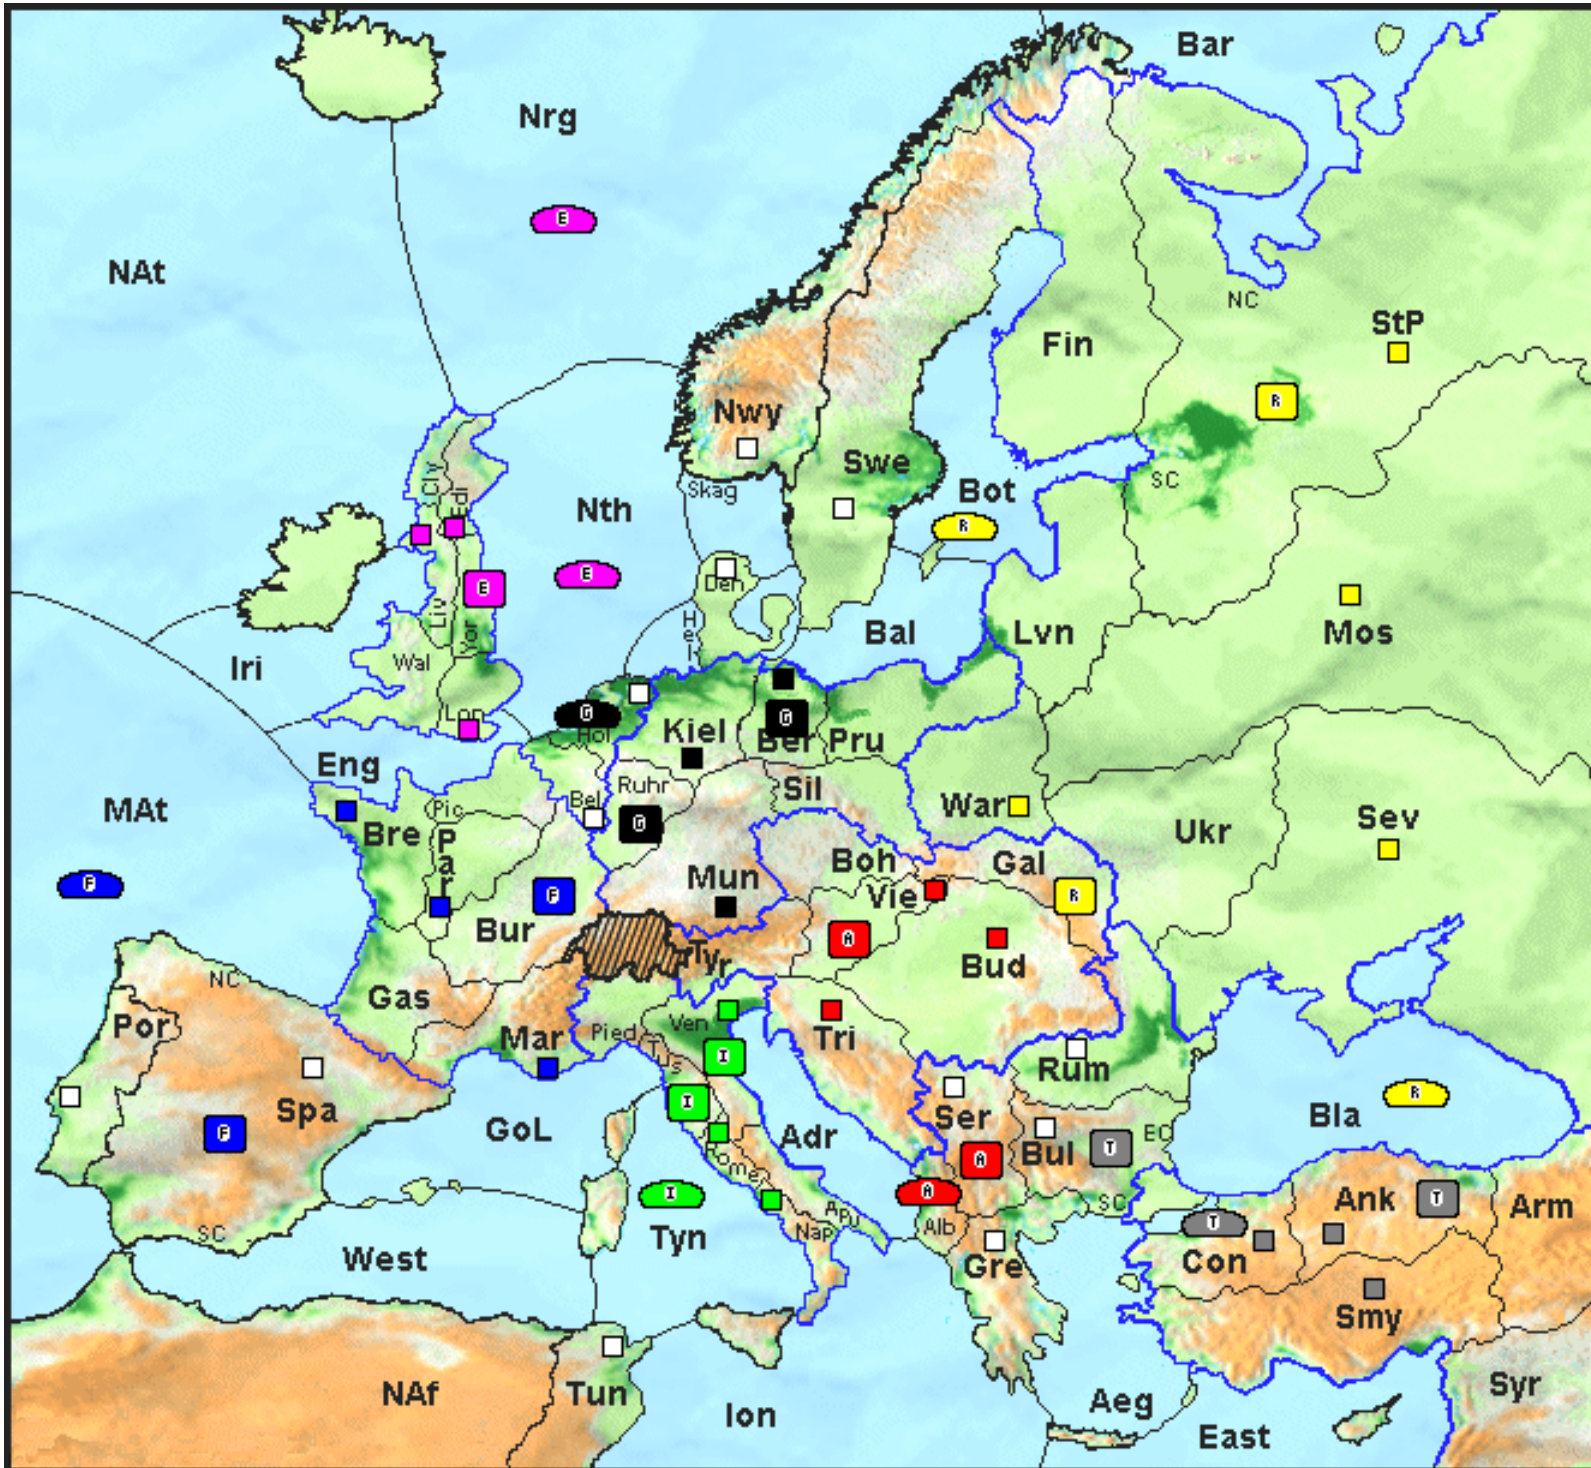 Bar
Nrg
E
NAt
NC
StP
R
Fin
Nwy
Swe
Cly
Edi
Skag
Bot
SC
Nth
R
E
Den
E
Liv
Yor
Hel
Bal
Lvn
Mos
Iri
Wal
Lon
G
Hol
Kiel
G
Ber
Pru
Eng
Ruhr
Sil
MAt
Pic
Bel
War
Bre
Par
G
Ukr
Sev
Boh
Gal
F
F
Mun
Vie
R
Bur
A
Tyr
Bud
NC
Gas
Por
Mar
Pied
Ven
Tri
Tus
I
Rum
Spa
I
Ser
R
Bla
F
GoL
Adr
Bul
EC
T
Rome
A
I
A
Ank
T
Arm
SC
Tyn
Apu
Nap
Alb
SC
T
West
Gre
Con
Smy
NAf
Tun
Ion
Aeg
East
Syr